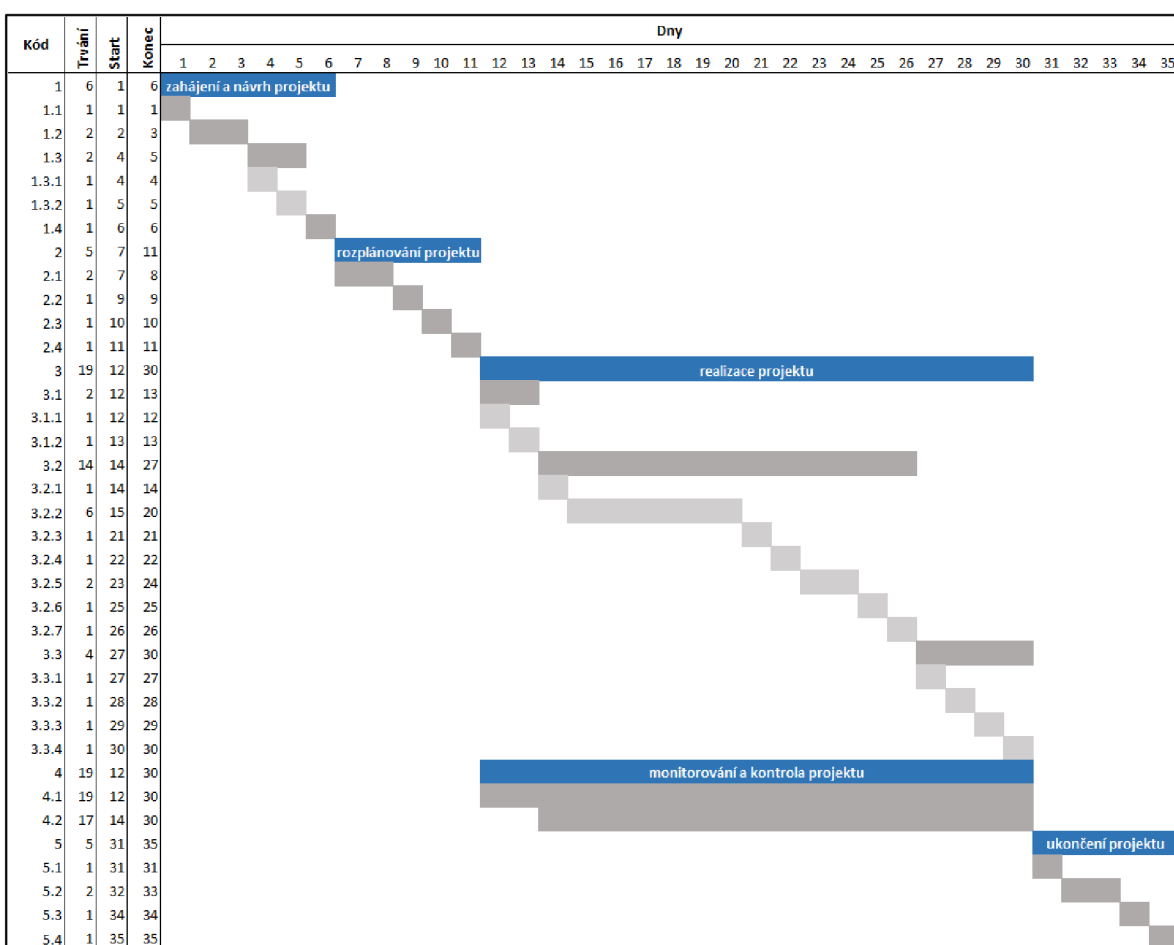 Dny
Kód Trvání Start Konec 1 2 3 4 5 6 7 8 9 10 11 12 13 14 15 16 17 18 19 20 21 22 23 24 25 26 27 28 29 30 31 32 33 34 35
1 6 1 6 zahájení a návrh projektu
1.1 1 1 1
1.2 2 2 3
1.3 2 4 5
1.3.1 1 4 4
1.3.2 1 5 5
1.4 1 6 6
2 5 7 11 rozplánování projektu
2.1 2 7 8
2.2 1 9 9
2.3 1 10 10
2.4 1 11 11
3 19 12 30 realizace projektu
3.1 2 12 13
3.1.1 1 12 12
3.1.2 1 13 13
3.2 14 14 27
3.2.1 1 14 14
3.2.2 6 15 20
3.2.3 1 21 21
3.2.4 1 22 22
3.2.5 2 23 24
3.2.6 1 25 25
3.2.7 1 26 26
3.3 4 27 30
3.3.1 1 27 27
3.3.2 1 28 28
3.3.3 1 29 29
3.3.4 1 30 30
4 19 12 30 monitorování a kontrola projektu
4.1 19 12 30
4.2 17 14 30
5 5 31 35 ukončení projektu
5.1 1 31 31
5.2 2 32 33
5.3 1 34 34
5.4 1 35 35